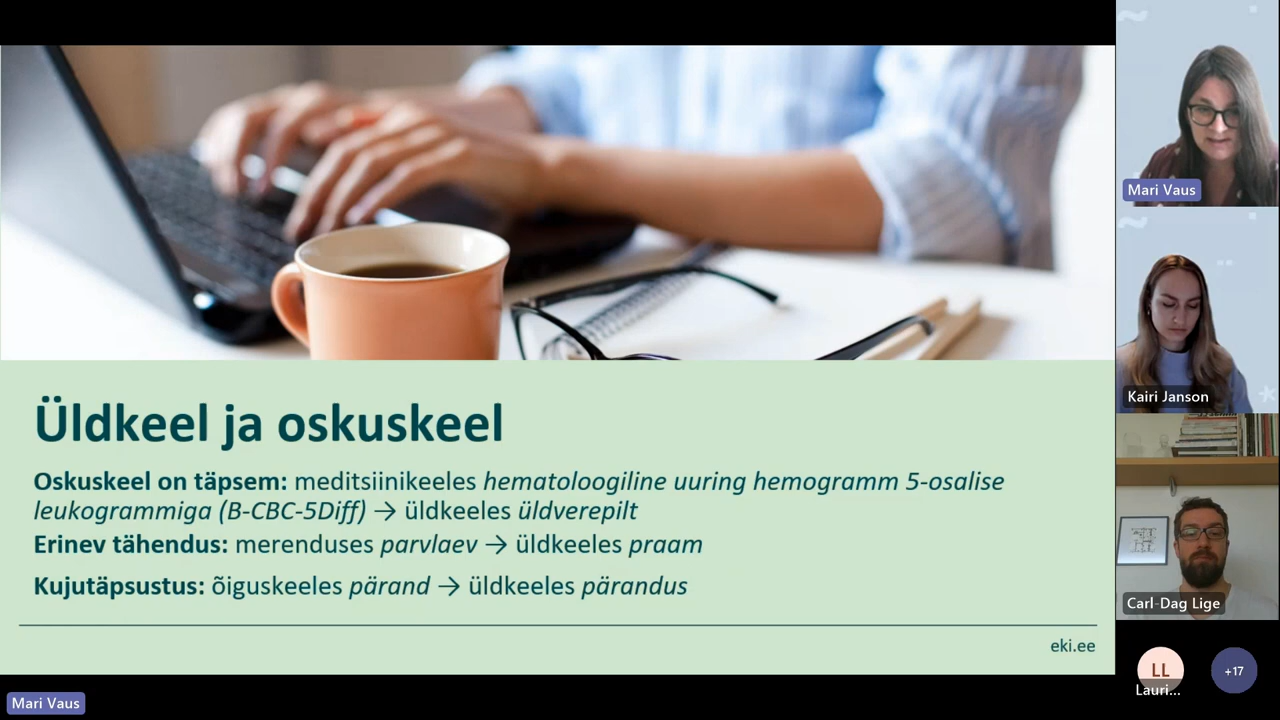 Üldkeel ja oskuskeel
Oskuskeel on täpsem: meditsiinikeeles hematoloogiline uuring hemogramm 5-osalise
leukogrammiga (B-CBC-5Diff) → üldkeeles üldverepilt
Erinev tähendus: merenduses parvlaev → üldkeeles praam
Kujutäpsustus: õiguskeeles pärand → üldkeeles pärandus
eki.ee
Mari Vaus
Mari Vaus
Kairi Janson
Carl-Dag Lige
LL
Lauri...
+17